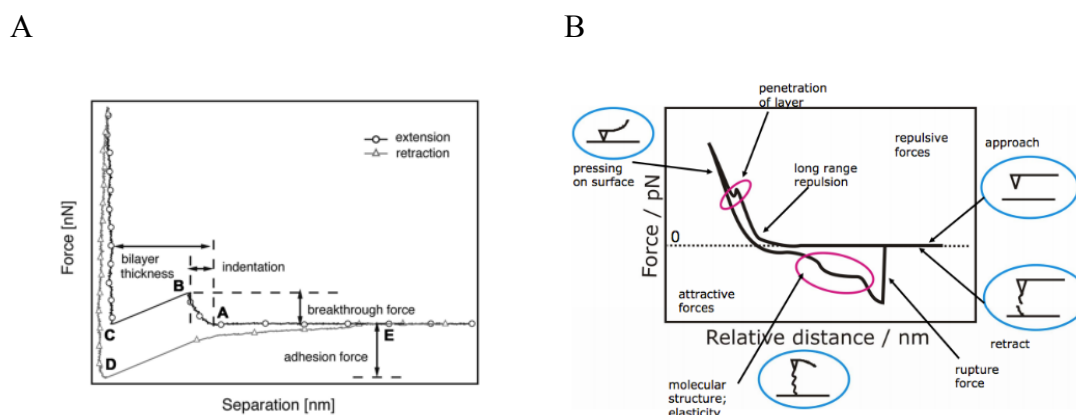 A
B
Force [nN]
extension
retraction
bilayer
thickness
indentation
B
A
breakthrough force
C
E
D
adhesion force
Separation [nm]
penetration
of layer
pressing
on surface
long range
repulsion
repulsive
forces
approach
Force / pN
0
attractive
forces
Relative distance / nm
retract
molecular
structure;
elasticity
rupture
force